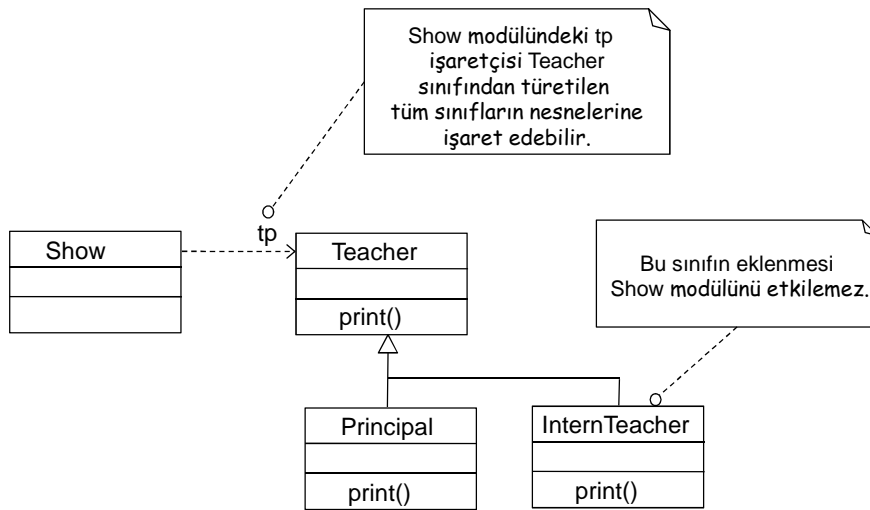 Show modülündeki tp
işaretçisi Teacher
sınıfından türetilen
tüm sınıfların nesnelerine
işaret edebilir.
tp
Show
Teacher
print()
Bu sınıfın eklenmesi
Show modülünü etkilemez.
Principal
print()
InternTeacher
print()